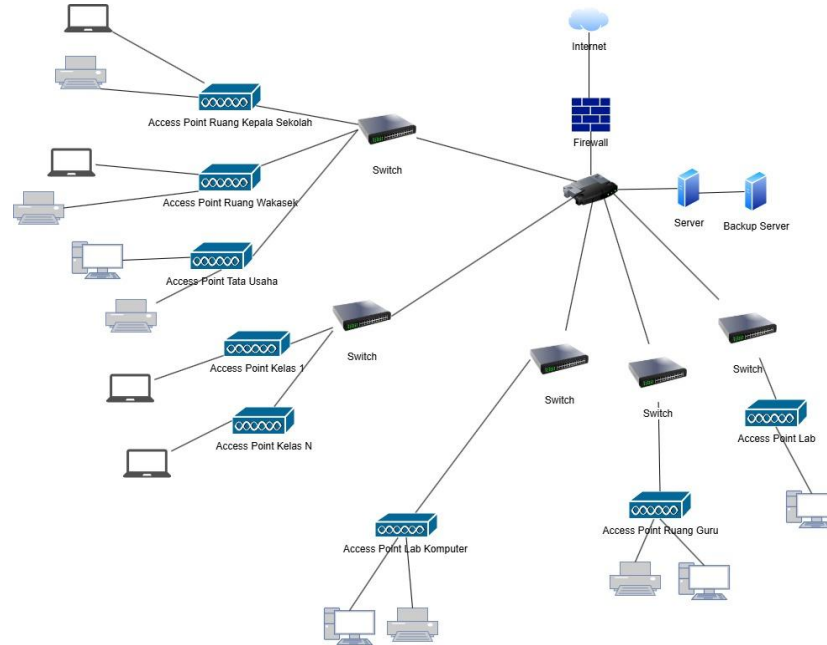 Internet
Access Point Ruang Kepala Sekolah
Firewall
Switch
Access Point Ruang Wakasek
Server
Backup Server
Access Point Tata Usaha
Switch
Access Point Kelas 1
Switch
Switch
Switch
Access Point Kelas N
Access Point Lab
Access Point Ruang Guru
Access Point Lab Komputer